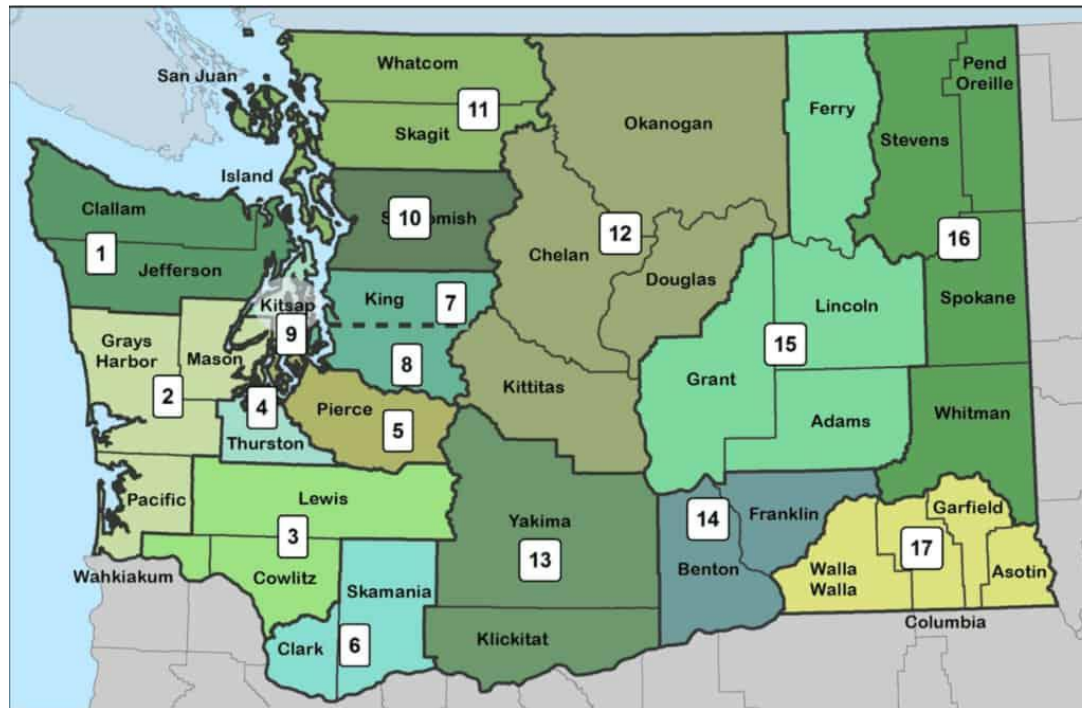 San Juan
Whatcom
11
Skagit
Okanogan
Ferry
Stevens
Pend
Oreille
Island
Clallam
1
Jefferson
10
12
Chelan
Douglas
16
King
7
Kitsap
9
8
Lincoln
15
Spokane
Grays
Harbor
Mason
2
4
Thurston
Pierce
5
Kittitas
Grant
Adams
Whitman
Pacific
Lewis
3
Yakima
13
14
Franklin
Benton
Garfield
17
Walla
Walla
Asotin
Wahkiakum
Cowlitz
Skamania
Clark
6
Klickitat
Columbia